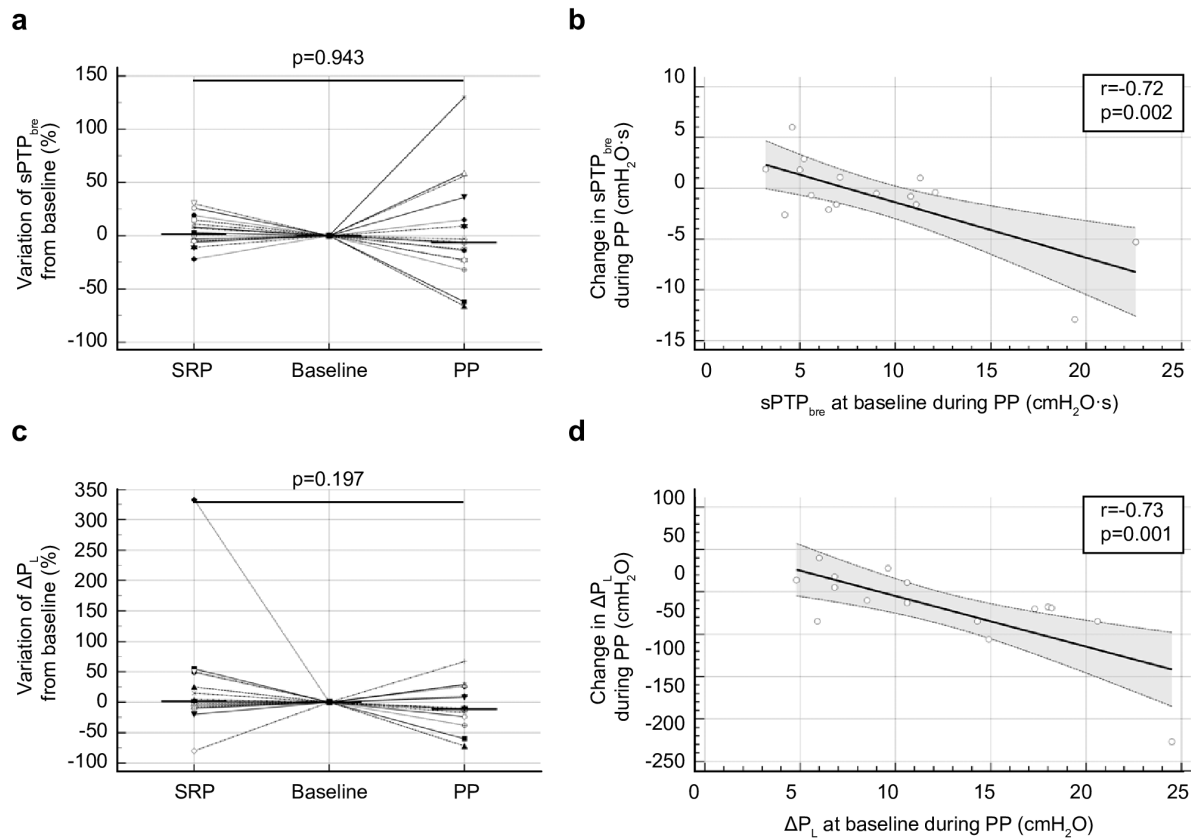 a
p=0.943
150
100
50
0
-50
-100
Variation of sPTPbre
from baseline (%)
SRP
Baseline
PP
b
r=-0.72
p=0.002
10
5
0
-5
-10
-15
Change in sPTPbre
during PP (cmH2O·s)
0
5
10
15
20
25
sPTPbre at baseline during PP (cmH2O·s)
c
p=0.197
350
300
250
200
150
100
50
0
-50
-100
Variation of ΔPL
from baseline (%)
SRP
Baseline
PP
d
r=-0.73
p=0.001
100
50
0
-50
-100
-150
-200
-250
Change in ΔPL
during PP (cmH2O)
0
5
10
15
20
25
ΔPL at baseline during PP (cmH2O)